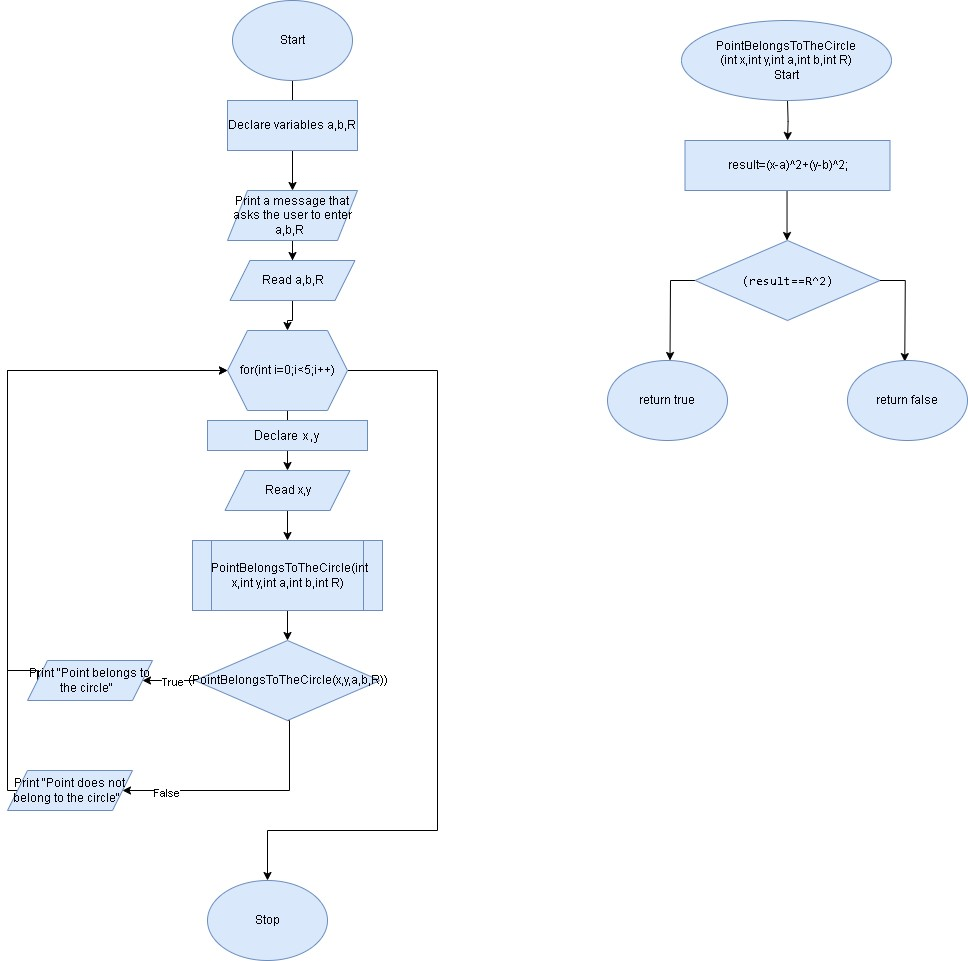 Start
Declare variables a,b,R
Print a message that
asks the user to enter
a,b,R
Read a,b,R
for(int i=0;i<5;i++)
Declare x,y
Read x,y
PointBelongsToTheCircle(int
x,int y,int a,int b,int R)
(PointBelongsToTheCircle(x,y,a,b,R))
True
Print "Point belongs to
the circle"
False
Print "Point does not
belong to the circle"
Stop
PointBelongsToTheCircle
(int x,int y,int a,int b,int R)
Start
result=(x-a)^2+(y-b)^2;
(result==R^2)
return true
return false